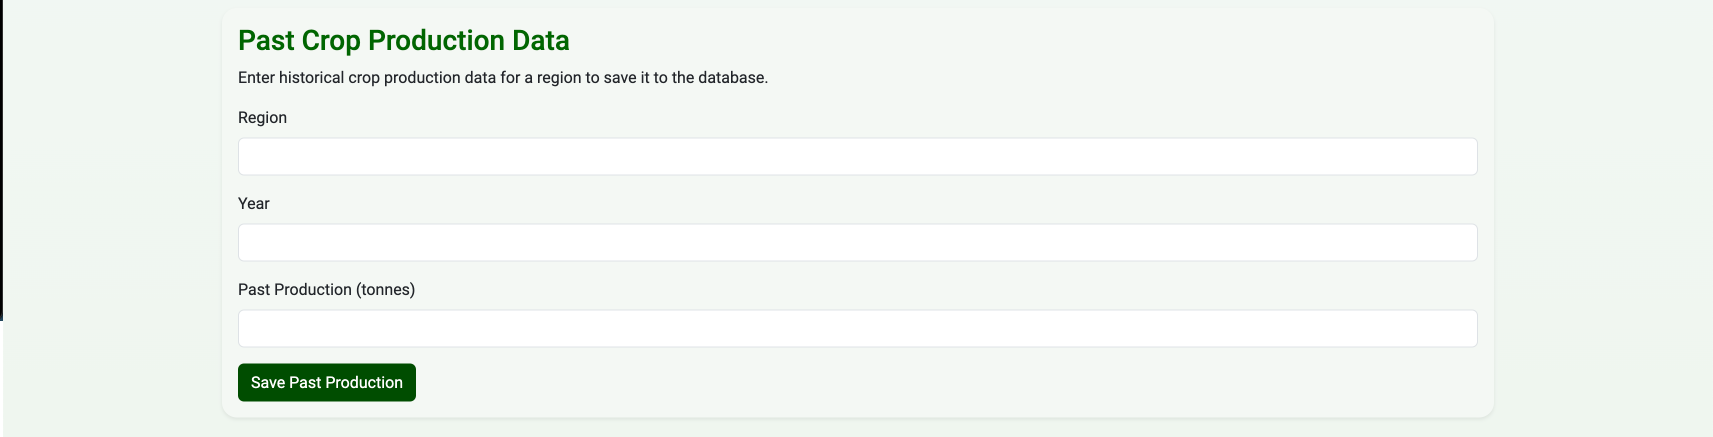 Past Crop Production Data
Enter historical crop production data for a region to save it to the database.
Region
Year
Past Production (tonnes)
Save Past Production